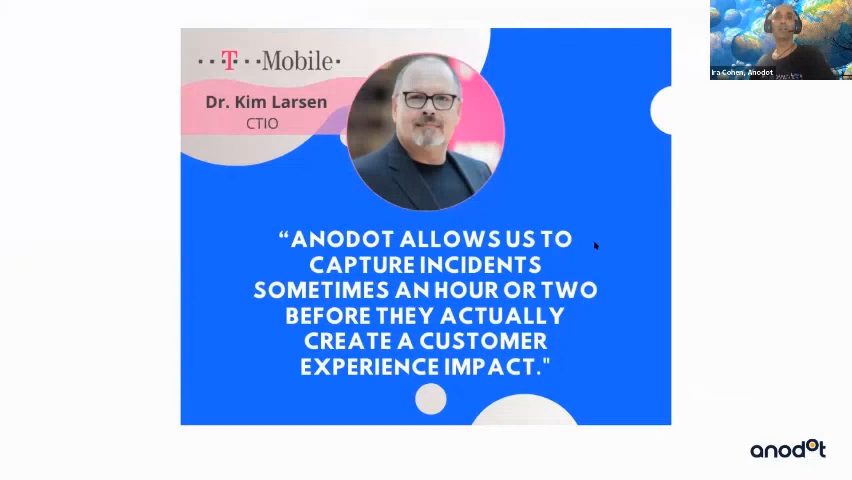 T Mobile
Dr. Kim Larsen
CTIO
“ANODOT ALLOWS US TO
CAPTURE INCIDENTS
SOMETIMES AN HOUR OR TWO
BEFORE THEY ACTUALLY
CREATE A CUSTOMER
EXPERIENCE IMPACT."
Ira Cohen, Anodot
anodot